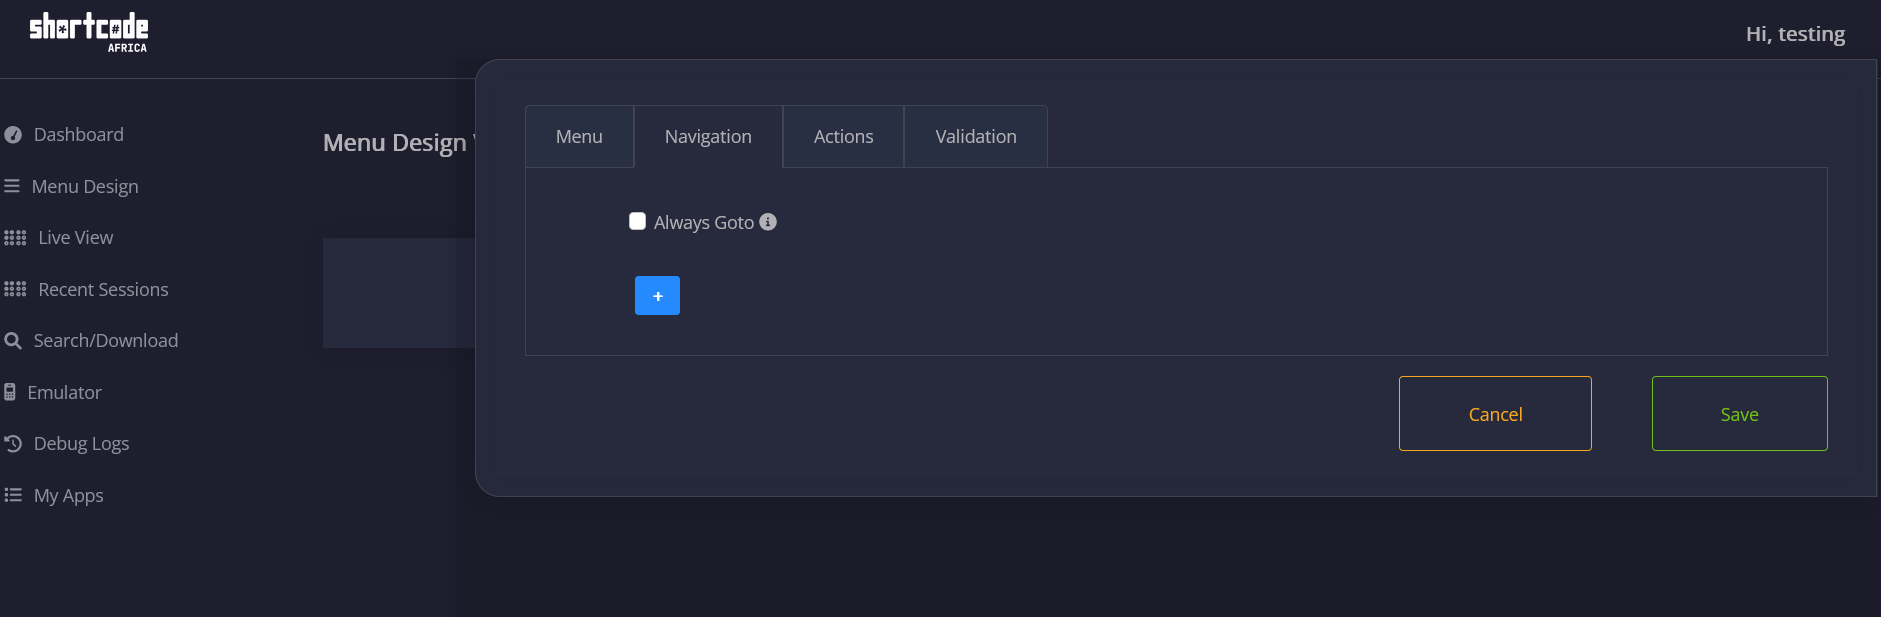 shortcode
AFRICA
Hi, testing
Dashboard
Menu Design
Live View
Recent Sessions
Search/Download
Emulator
Debug Logs
My Apps
Menu Design
Menu
Navigation
Actions
Validation
Always Goto
+
Cancel
Save